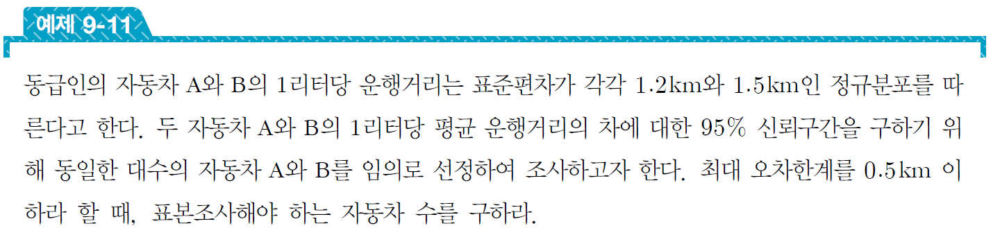 예제 9-11
동급인의 자동차 A와 B의 1리터당 운행거리는 표준편차가 각각 1.2km와 1.5km인 정규분포를 따
른다고 한다. 두 자동차 A와 B의 1리터당 평균 운행거리의 차에 대한 95% 신뢰구간을 구하기 위
해 동일한 대수의 자동차 A와 B를 임의로 선정하여 조사하고자 한다. 최대 오차한계를 0.5km 이
하라 할 때, 표본조사해야 하는 자동차 수를 구하라.